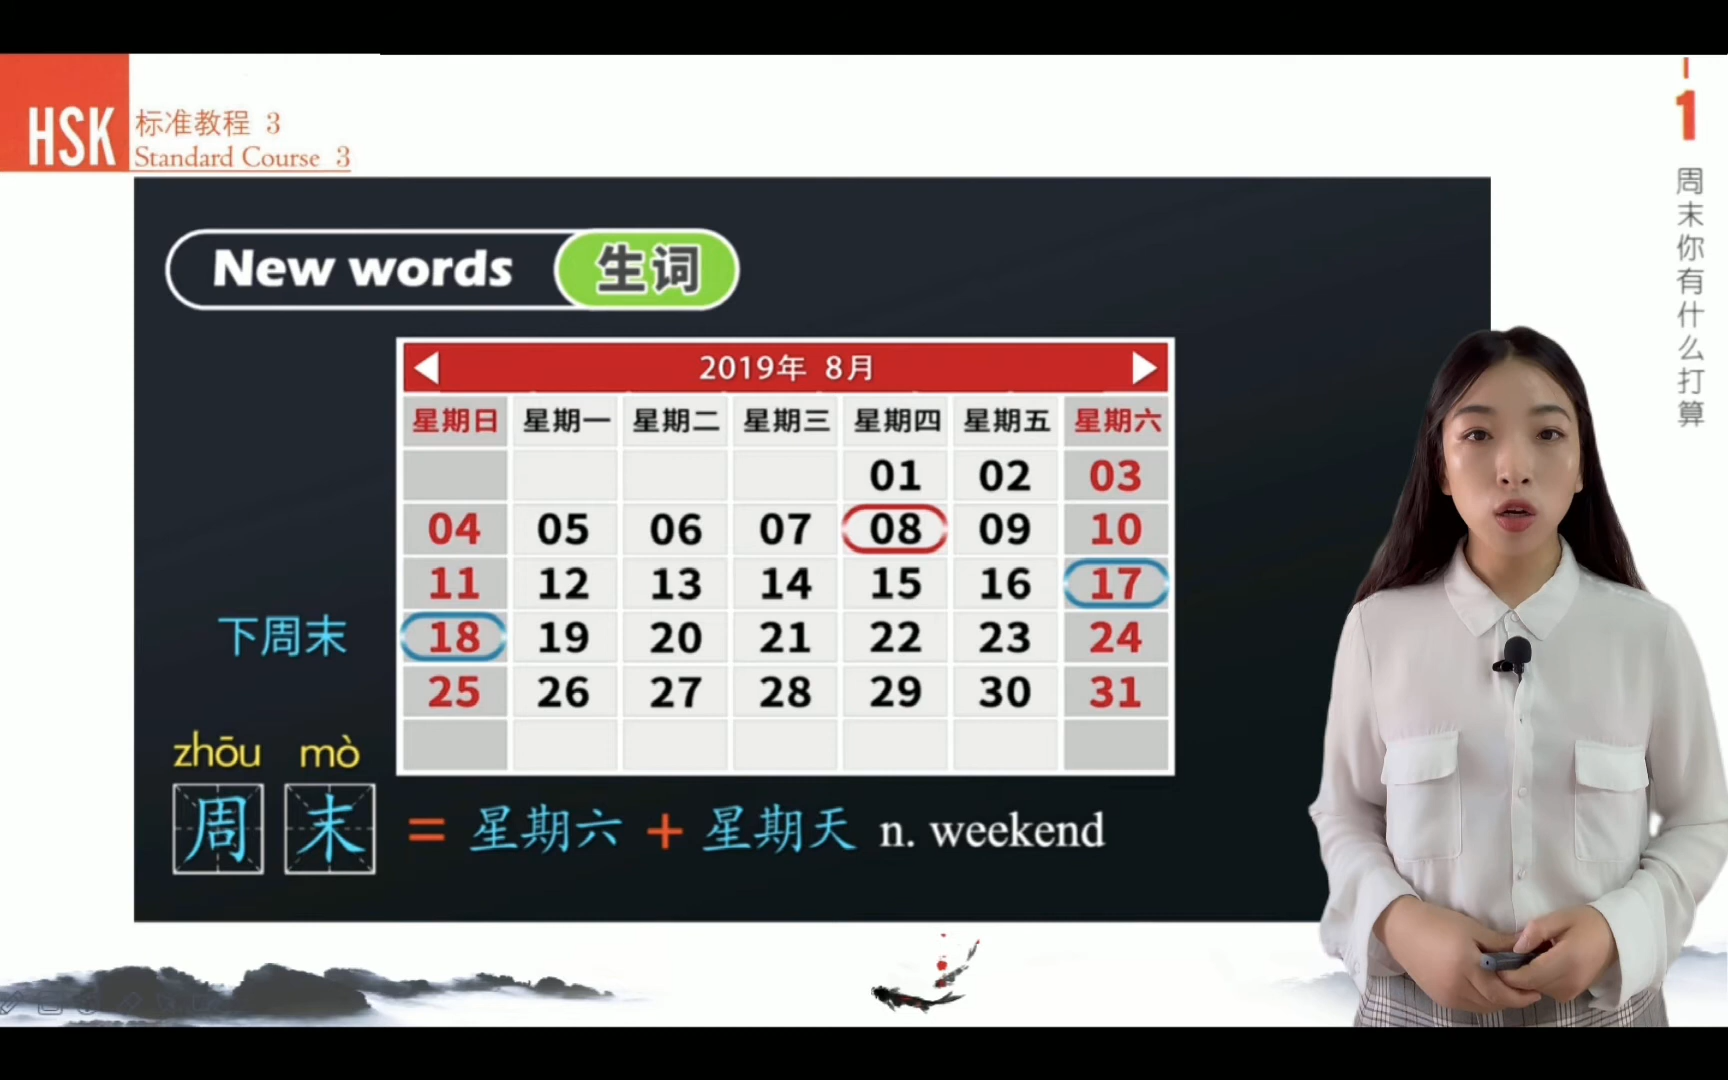 HSK
标准教程 3
Standard Course 3
1
周末你有什么打算
New words 生词
2019年 8月
星期日 星期一 星期二 星期三 星期四 星期五 星期六
01 02 03
04 05 06 07 08 09 10
11 12 13 14 15 16 17
下周末
18 19 20 21 22 23 24
25 26 27 28 29 30 31
zhōu mò
周末 = 星期六 + 星期天 n. weekend